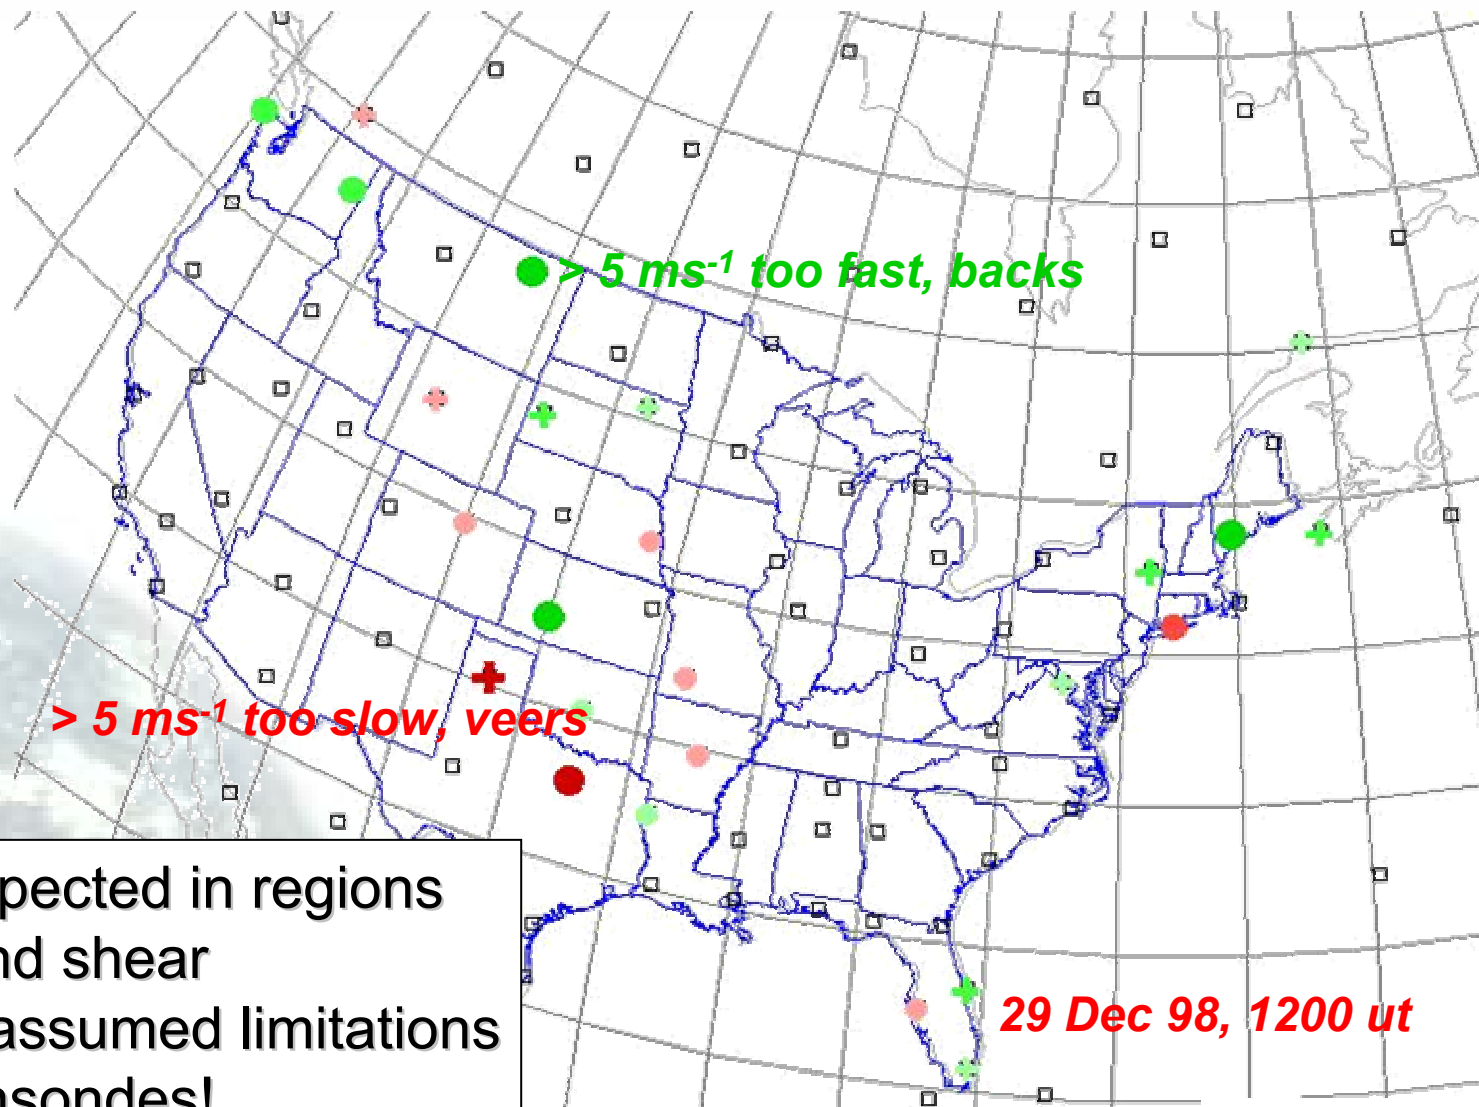 > 5 ms-1 too fast, backs
> 5 ms-1 too slow, veers
pected in regions
nd shear
assumed limitations
nsondes!
29 Dec 98, 1200 ut